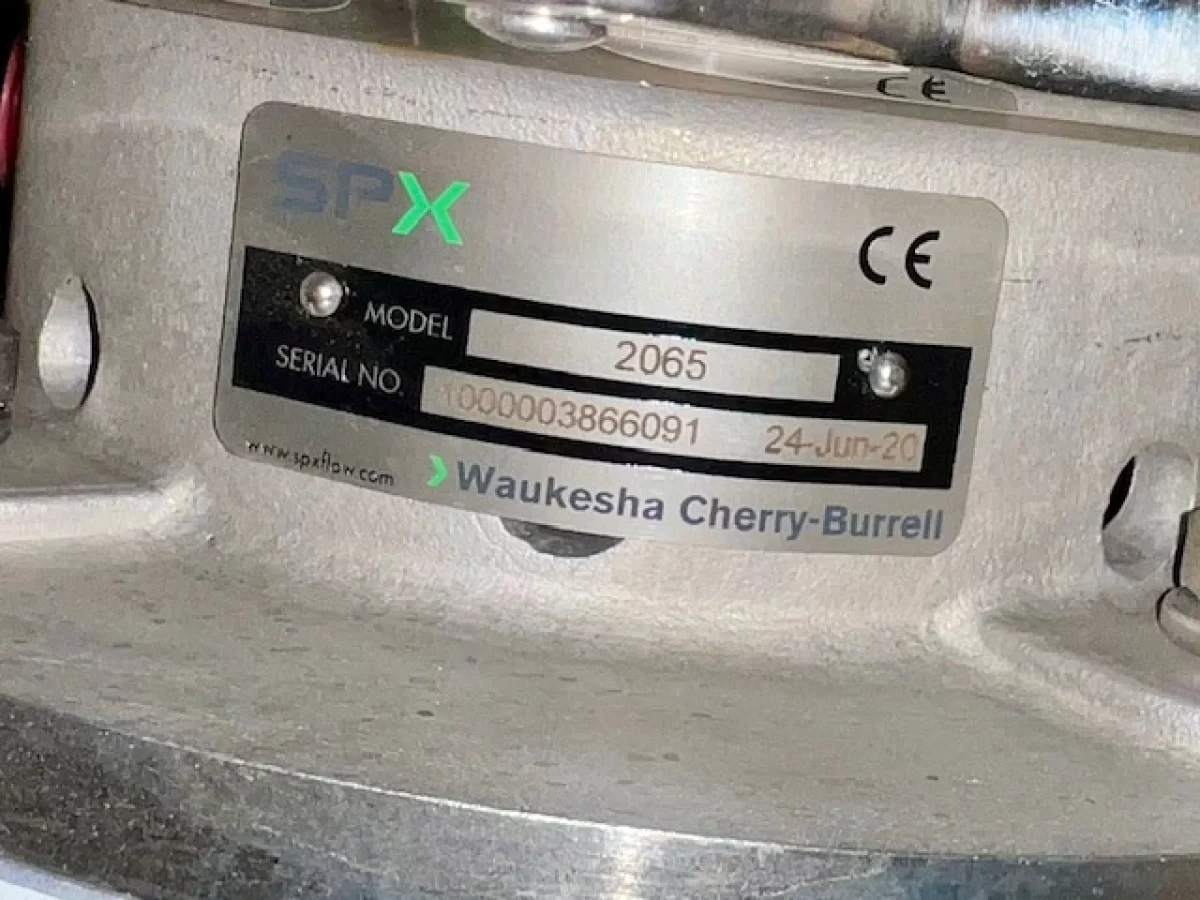 CE
SPX
CE
MODEL 2065
SERIAL NO. 1000003866091 24-Jun-20
www.spxflow.com
Waukesha Cherry-Burrell